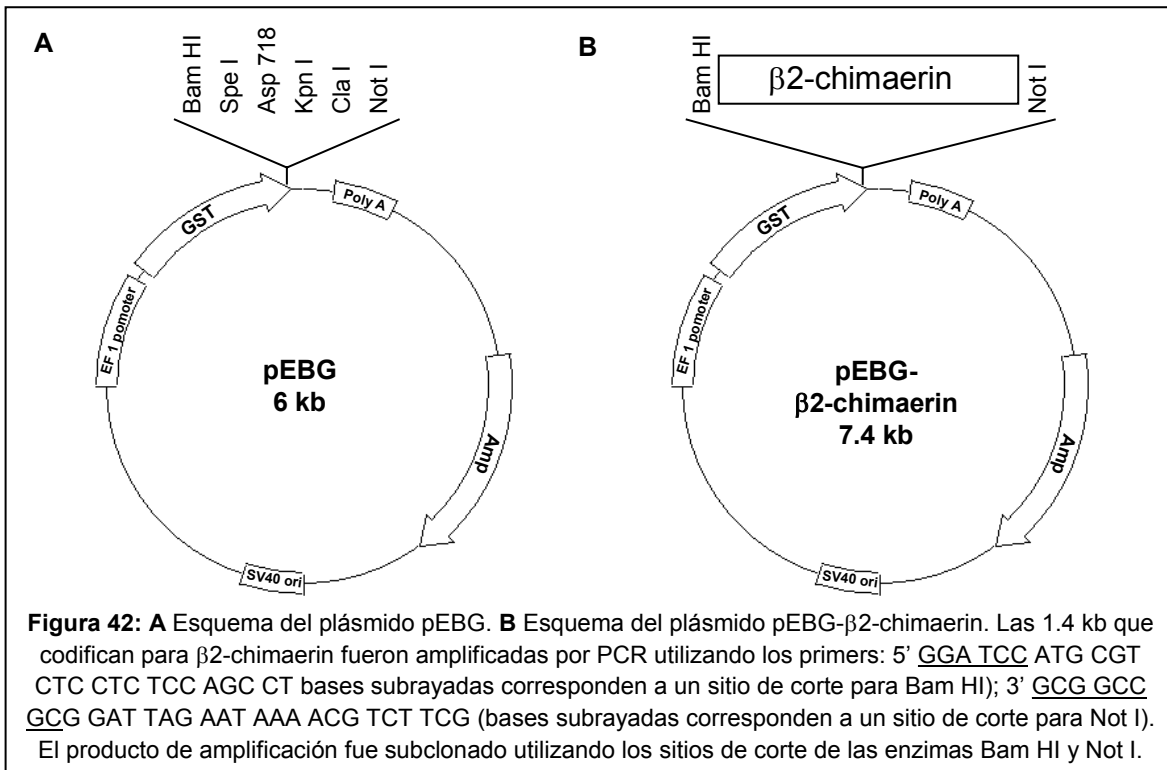 A
Bam HI
Spe I
Asp 718
Kpn I
Cla I
Not I
GST
Poly A
EF 1 pomoter
pEBG
6 kb
Amp
SV40 ori
B
Bam HI
β2-chimaerin
Not I
GST
Poly A
EF 1 pomoter
pEBG-
β2-chimaerin
7.4 kb
Amp
SV40 ori
Figura 42: A Esquema del plásmido pEBG. B Esquema del plásmido pEBG-β2-chimaerin. Las 1.4 kb que
codifican para β2-chimaerin fueron amplificadas por PCR utilizando los primers: 5’ GGA TCC ATG CGT
CTC CTC TCC AGC CT bases subrayadas corresponden a un sitio de corte para Bam HI); 3’ GCG GCC
GCG GAT TAG AAT AAA ACG TCT TCG (bases subrayadas corresponden a un sitio de corte para Not I).
El producto de amplificación fue subclonado utilizando los sitios de corte de las enzimas Bam HI y Not I.